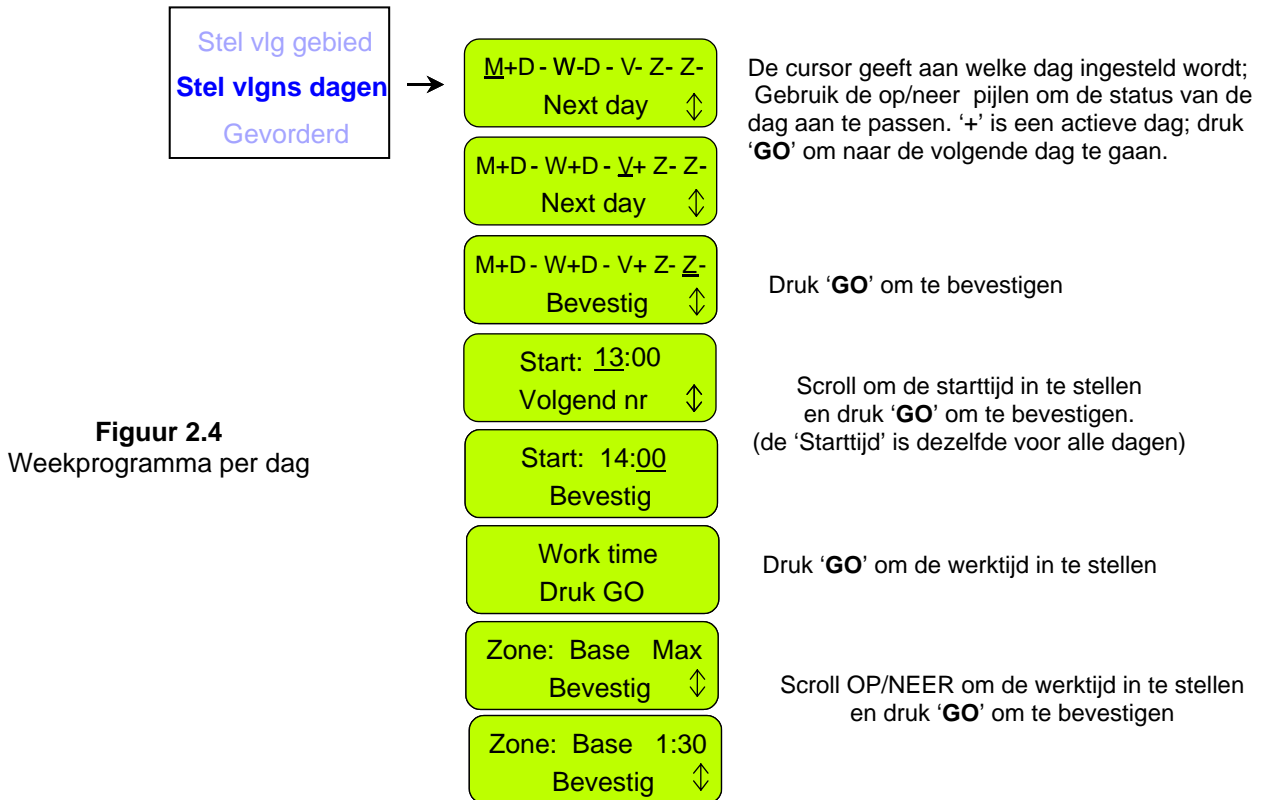 Stel vlg gebied
Stel vlgns dagen
Gevorderd
M+D - W-D - V- Z- Z-
Next day ↕
De cursor geeft aan welke dag ingesteld wordt;
Gebruik de op/neer pijlen om de status van de
dag aan te passen. ‘+’ is een actieve dag; druk
‘GO’ om naar de volgende dag te gaan.
M+D - W+D - V+ Z- Z-
Next day ↕
M+D - W+D - V+ Z- Z-
Bevestig ↕
Druk ‘GO’ om te bevestigen
Start: 13:00
Volgend nr ↕
Scroll om de starttijd in te stellen
en druk ‘GO’ om te bevestigen.
(de ‘Starttijd’ is dezelfde voor alle dagen)
Figuur 2.4
Weekprogramma per dag
Start: 14:00
Bevestig
Work time
Druk GO
Druk ‘GO’ om de werktijd in te stellen
Zone: Base Max
Bevestig ↕
Scroll OP/NEER om de werktijd in te stellen
en druk ‘GO’ om te bevestigen
Zone: Base 1:30
Bevestig ↕